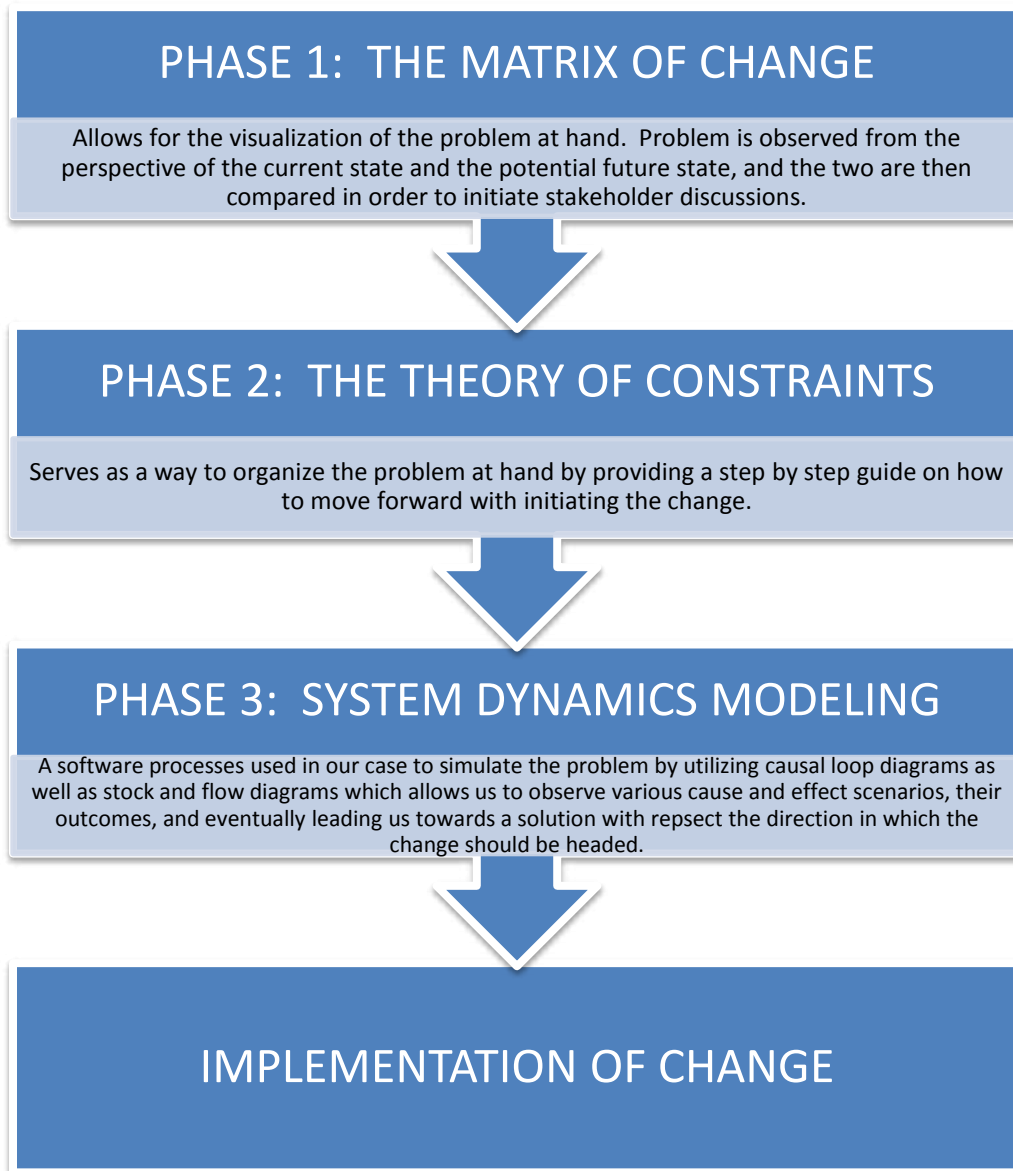 PHASE 1:  THE MATRIX OF CHANGE
Allows for the visualization of the problem at hand.  Problem is observed from the
perspective of the current state and the potential future state, and the two are then
compared in order to initiate stakeholder discussions.
PHASE 2:  THE THEORY OF CONSTRAINTS
Serves as a way to organize the problem at hand by providing a step by step guide on how
to move forward with initiating the change.
PHASE 3:  SYSTEM DYNAMICS MODELING
A software processes used in our case to simulate the problem by utilizing causal loop diagrams as
well as stock and flow diagrams which allows us to observe various cause and effect scenarios, their
outcomes, and eventually leading us towards a solution with repsect the direction in which the
change should be headed.
IMPLEMENTATION OF CHANGE